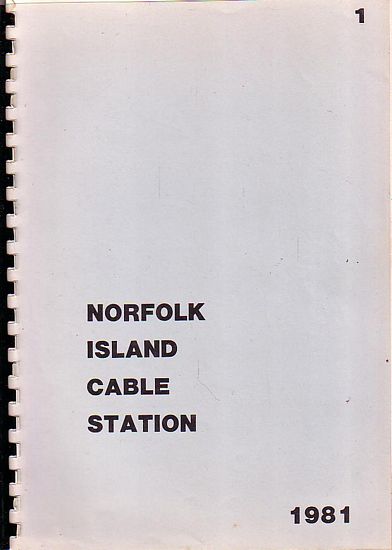 1
NORFOLK
ISLAND
CABLE
STATION
1981